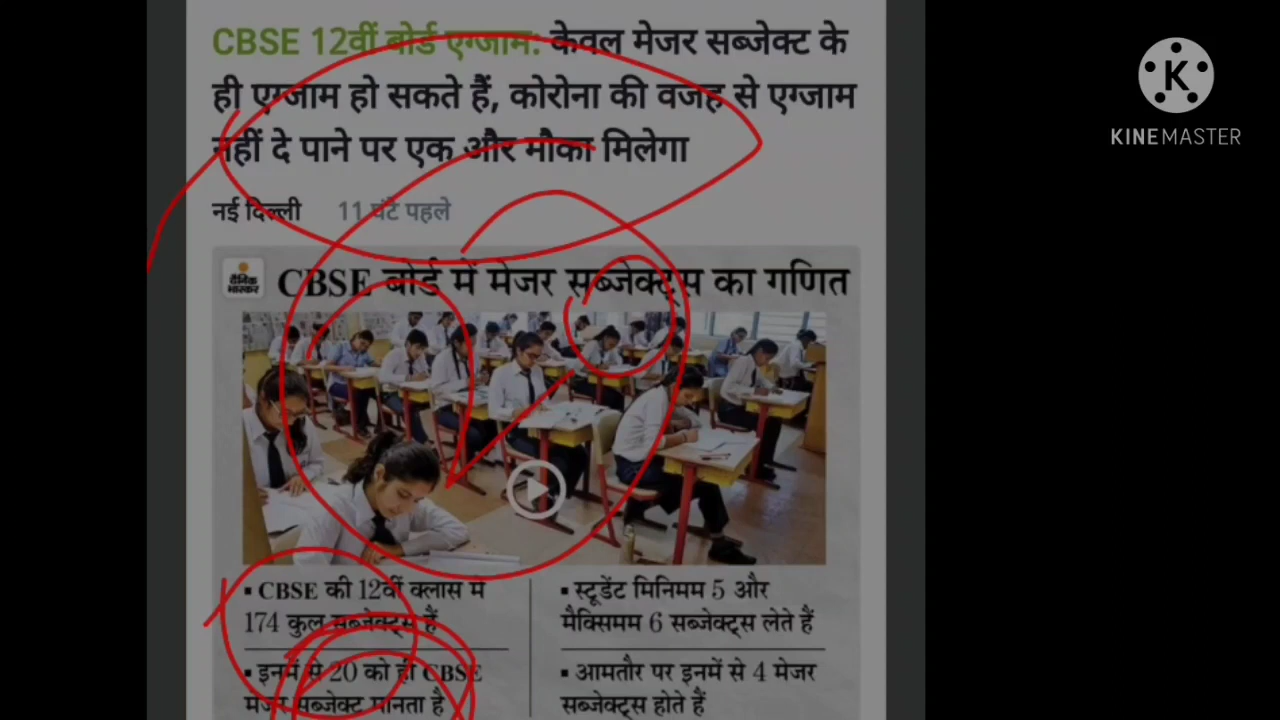 CBSE 12वीं बोर्ड एग्जाम: केवल मेजर सब्जेक्ट के
ही एग्जाम हो सकते हैं, कोरोना की वजह से एग्जाम
नहीं दे पाने पर एक और मौका मिलेगा
नई दिल्ली 11 घंटे पहले
दैनिक
भास्कर
CBSE बोर्ड में मेजर सब्जेक्ट्स का गणित
▪ CBSE की 12वीं क्लास में
174 कुल सब्जेक्ट्स हैं
▪ इनमें से 20 को ही CBSE
मेजर सब्जेक्ट मानता है
▪ स्टूडेंट मिनिमम 5 और
मैक्सिमम 6 सब्जेक्ट्स लेते हैं
▪ आमतौर पर इनमें से 4 मेजर
सब्जेक्ट्स होते हैं
K
KINEMASTER